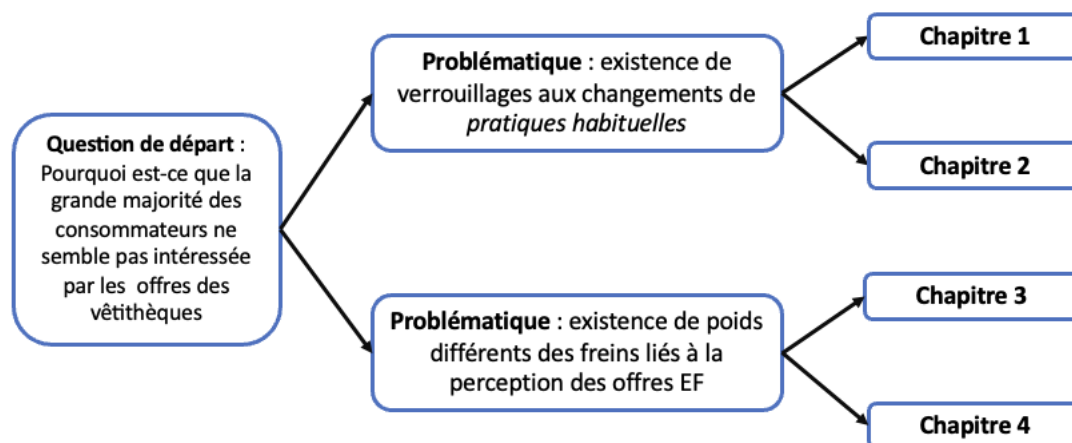 Question de départ :
Pourquoi est-ce que la
grande majorité des
consommateurs ne
semble pas intéressée
par les offres des
vêtithèques
Problématique : existence de
verrouillages aux changements de
pratiques habituelles
Chapitre 1
Chapitre 2
Problématique : existence de poids
différents des freins liés à la
perception des offres EF
Chapitre 3
Chapitre 4